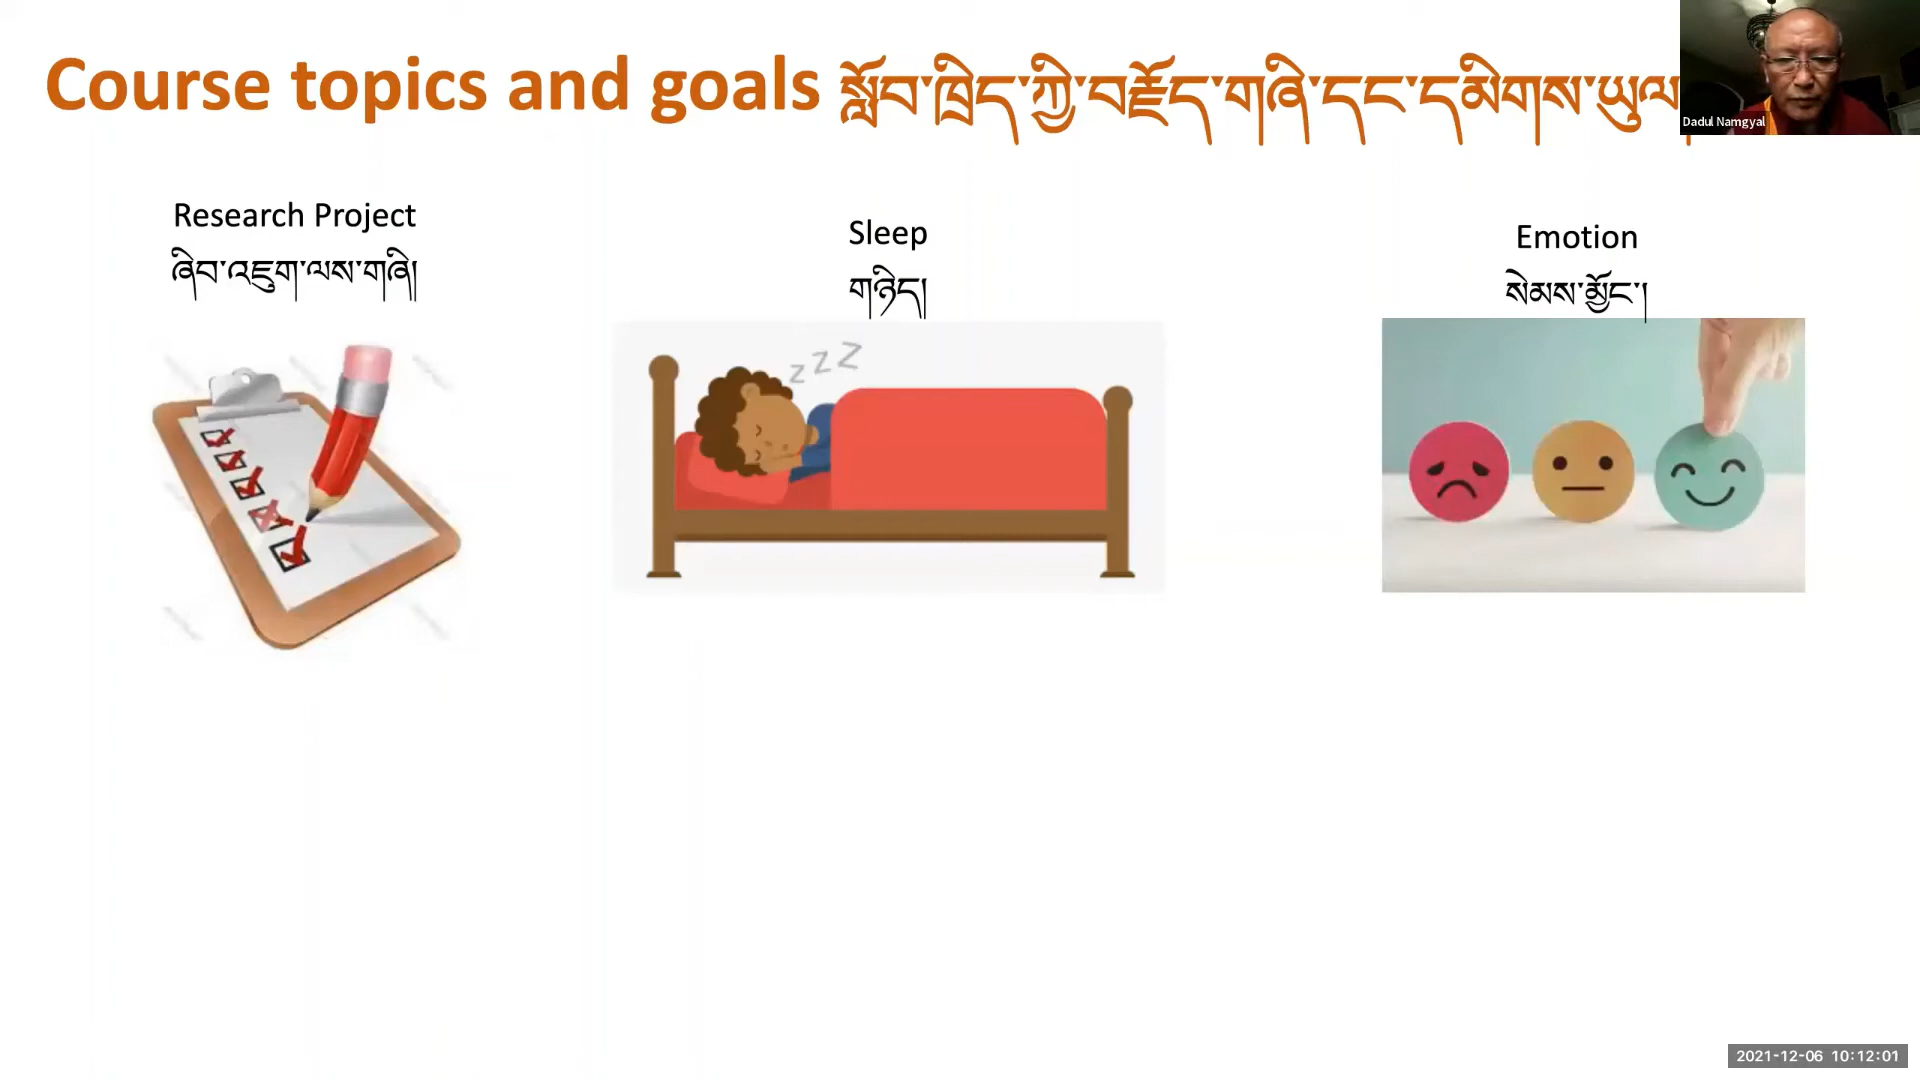 Course topics and goals སློབ་ཁྲིད་ཀྱི་བརྗོད་གཞི་དང་དམིགས་ཡུལ
Dadul Namgyal
Research Project
ཞིབ་འཇུག་ལས་གཞི།
Sleep
གཉིད།
Emotion
སེམས་མྱོང་།
z z z
2021-12-06 10:12:01